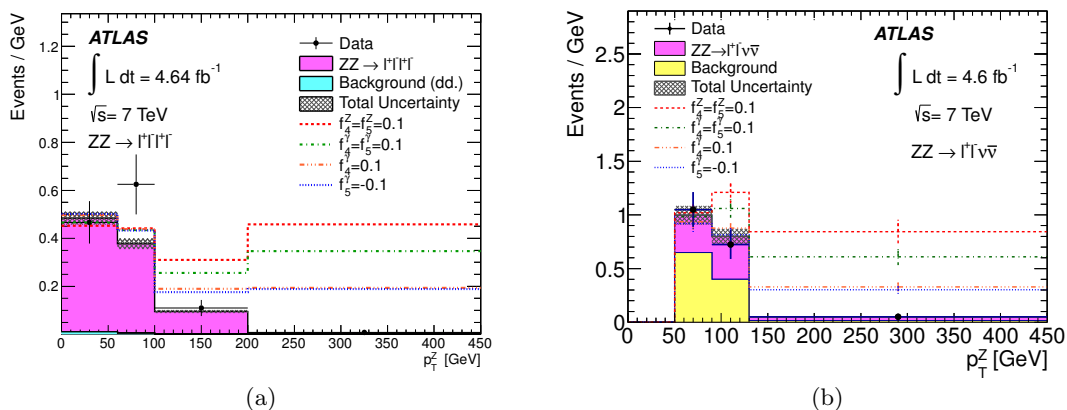 ATLAS
∫ L dt = 4.64 fb⁻¹
√s= 7 TeV
ZZ → l⁺l⁻l⁺l⁻
Data
ZZ → l⁺l⁻l⁺l⁻
Background (dd.)
Total Uncertainty
f₄^Z=f₅^Z=0.1
f₄^γ=f₅^γ=0.1
f₄^γ=0.1
f₅^γ=-0.1
Events / GeV
1.2
1.0
0.8
0.6
0.4
0.2
0 50 100 150 200 250 300 350 400 450
p_T^Z [GeV]
(a)
ATLAS
∫ L dt = 4.6 fb⁻¹
√s= 7 TeV
ZZ → l⁺l⁻νν̅
Data
ZZ→l⁺l⁻νν̅
Background
Total Uncertainty
f₄^Z=f₅^Z=0.1
f₄^γ=f₅^γ=0.1
f₄^γ=0.1
f₅^γ=-0.1
Events / GeV
2.5
2
1.5
1
0.5
0
0 50 100 150 200 250 300 350 400 450
p_T^Z [GeV]
(b)